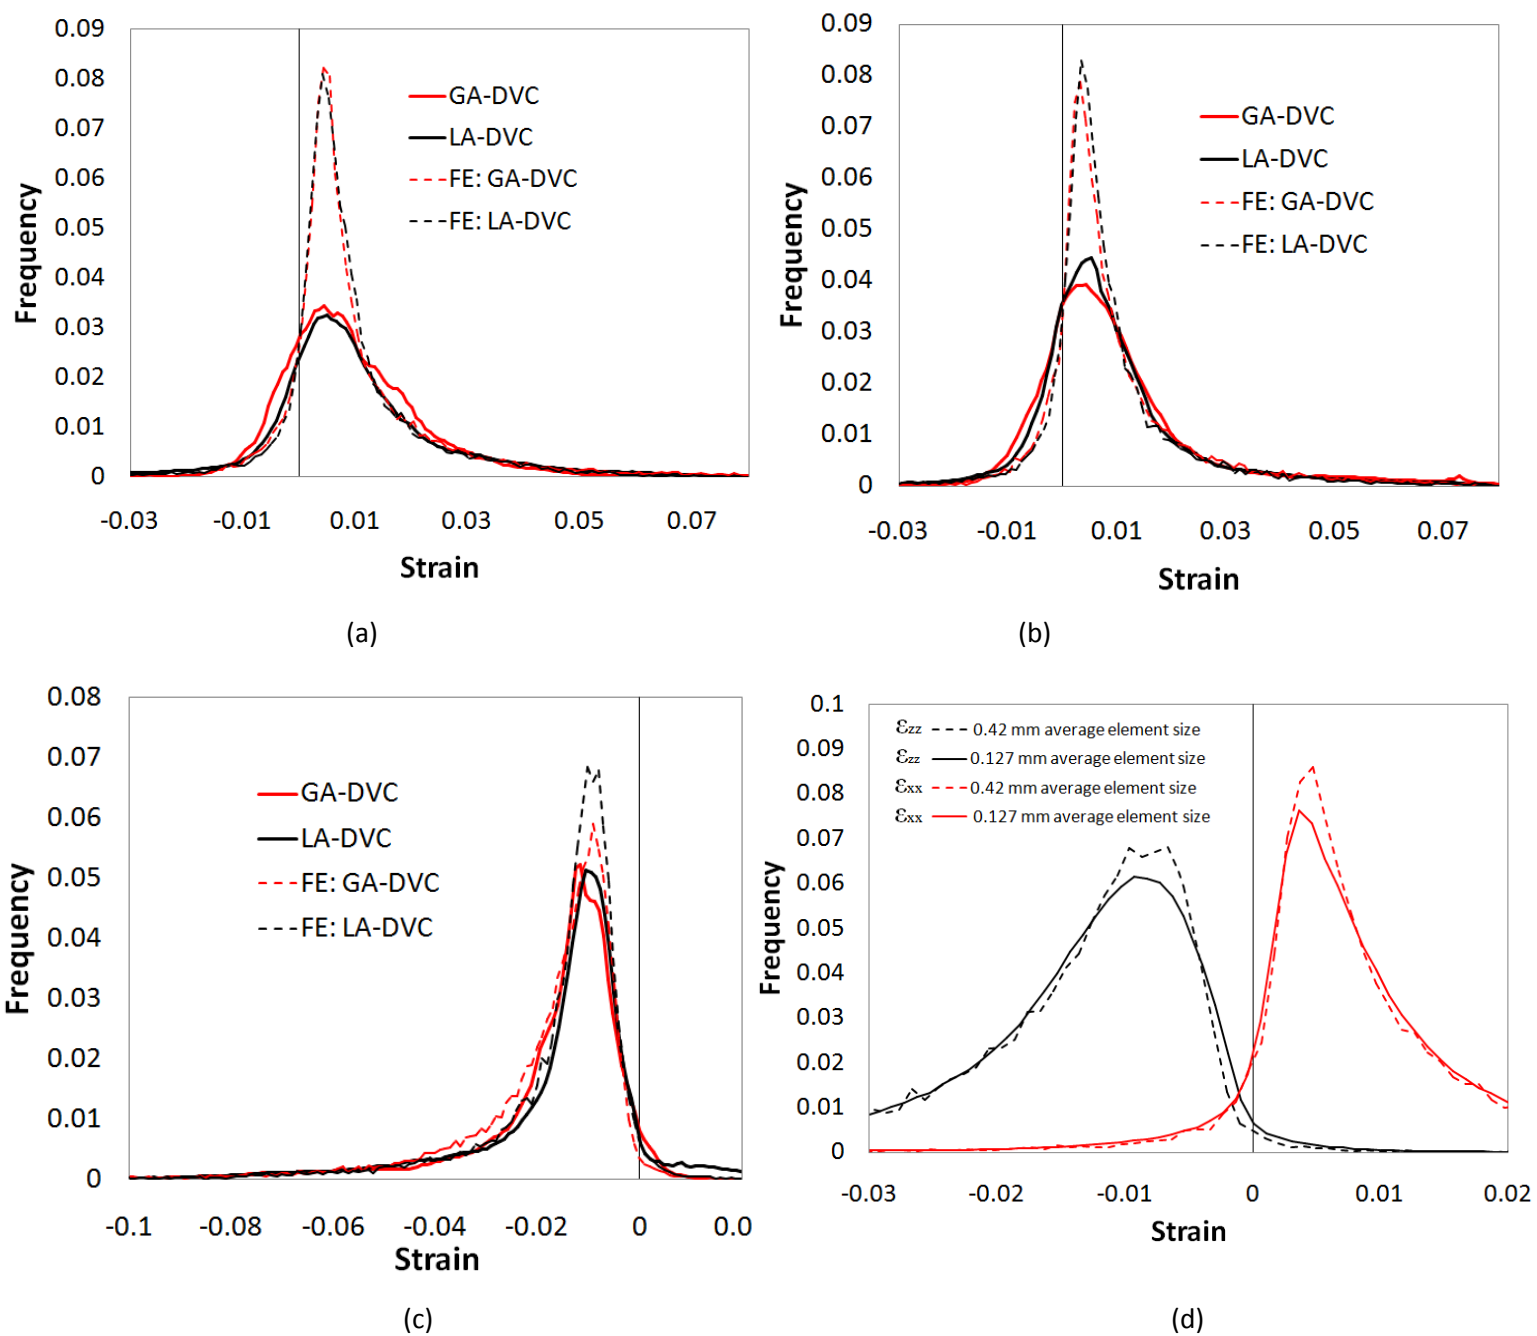 0.09
0.08
0.07
0.06
0.05
0.04
0.03
0.02
0.01
0
Frequency
GA-DVC
LA-DVC
FE: GA-DVC
FE: LA-DVC
-0.03 -0.01 0.01 0.03 0.05 0.07
Strain
(a)
0.09
0.08
0.07
0.06
0.05
0.04
0.03
0.02
0.01
0
Frequency
GA-DVC
LA-DVC
FE: GA-DVC
FE: LA-DVC
-0.03 -0.01 0.01 0.03 0.05 0.07
Strain
(b)
0.08
0.07
0.06
0.05
0.04
0.03
0.02
0.01
0
Frequency
GA-DVC
LA-DVC
FE: GA-DVC
FE: LA-DVC
-0.1 -0.08 -0.06 -0.04 -0.02 0 0.0
Strain
(c)
0.1
0.09
0.08
0.07
0.06
0.05
0.04
0.03
0.02
0.01
0
Frequency
εzz 0.42 mm average element size
εzz 0.127 mm average element size
εxx 0.42 mm average element size
εxx 0.127 mm average element size
-0.03 -0.02 -0.01 0 0.01 0.02
Strain
(d)